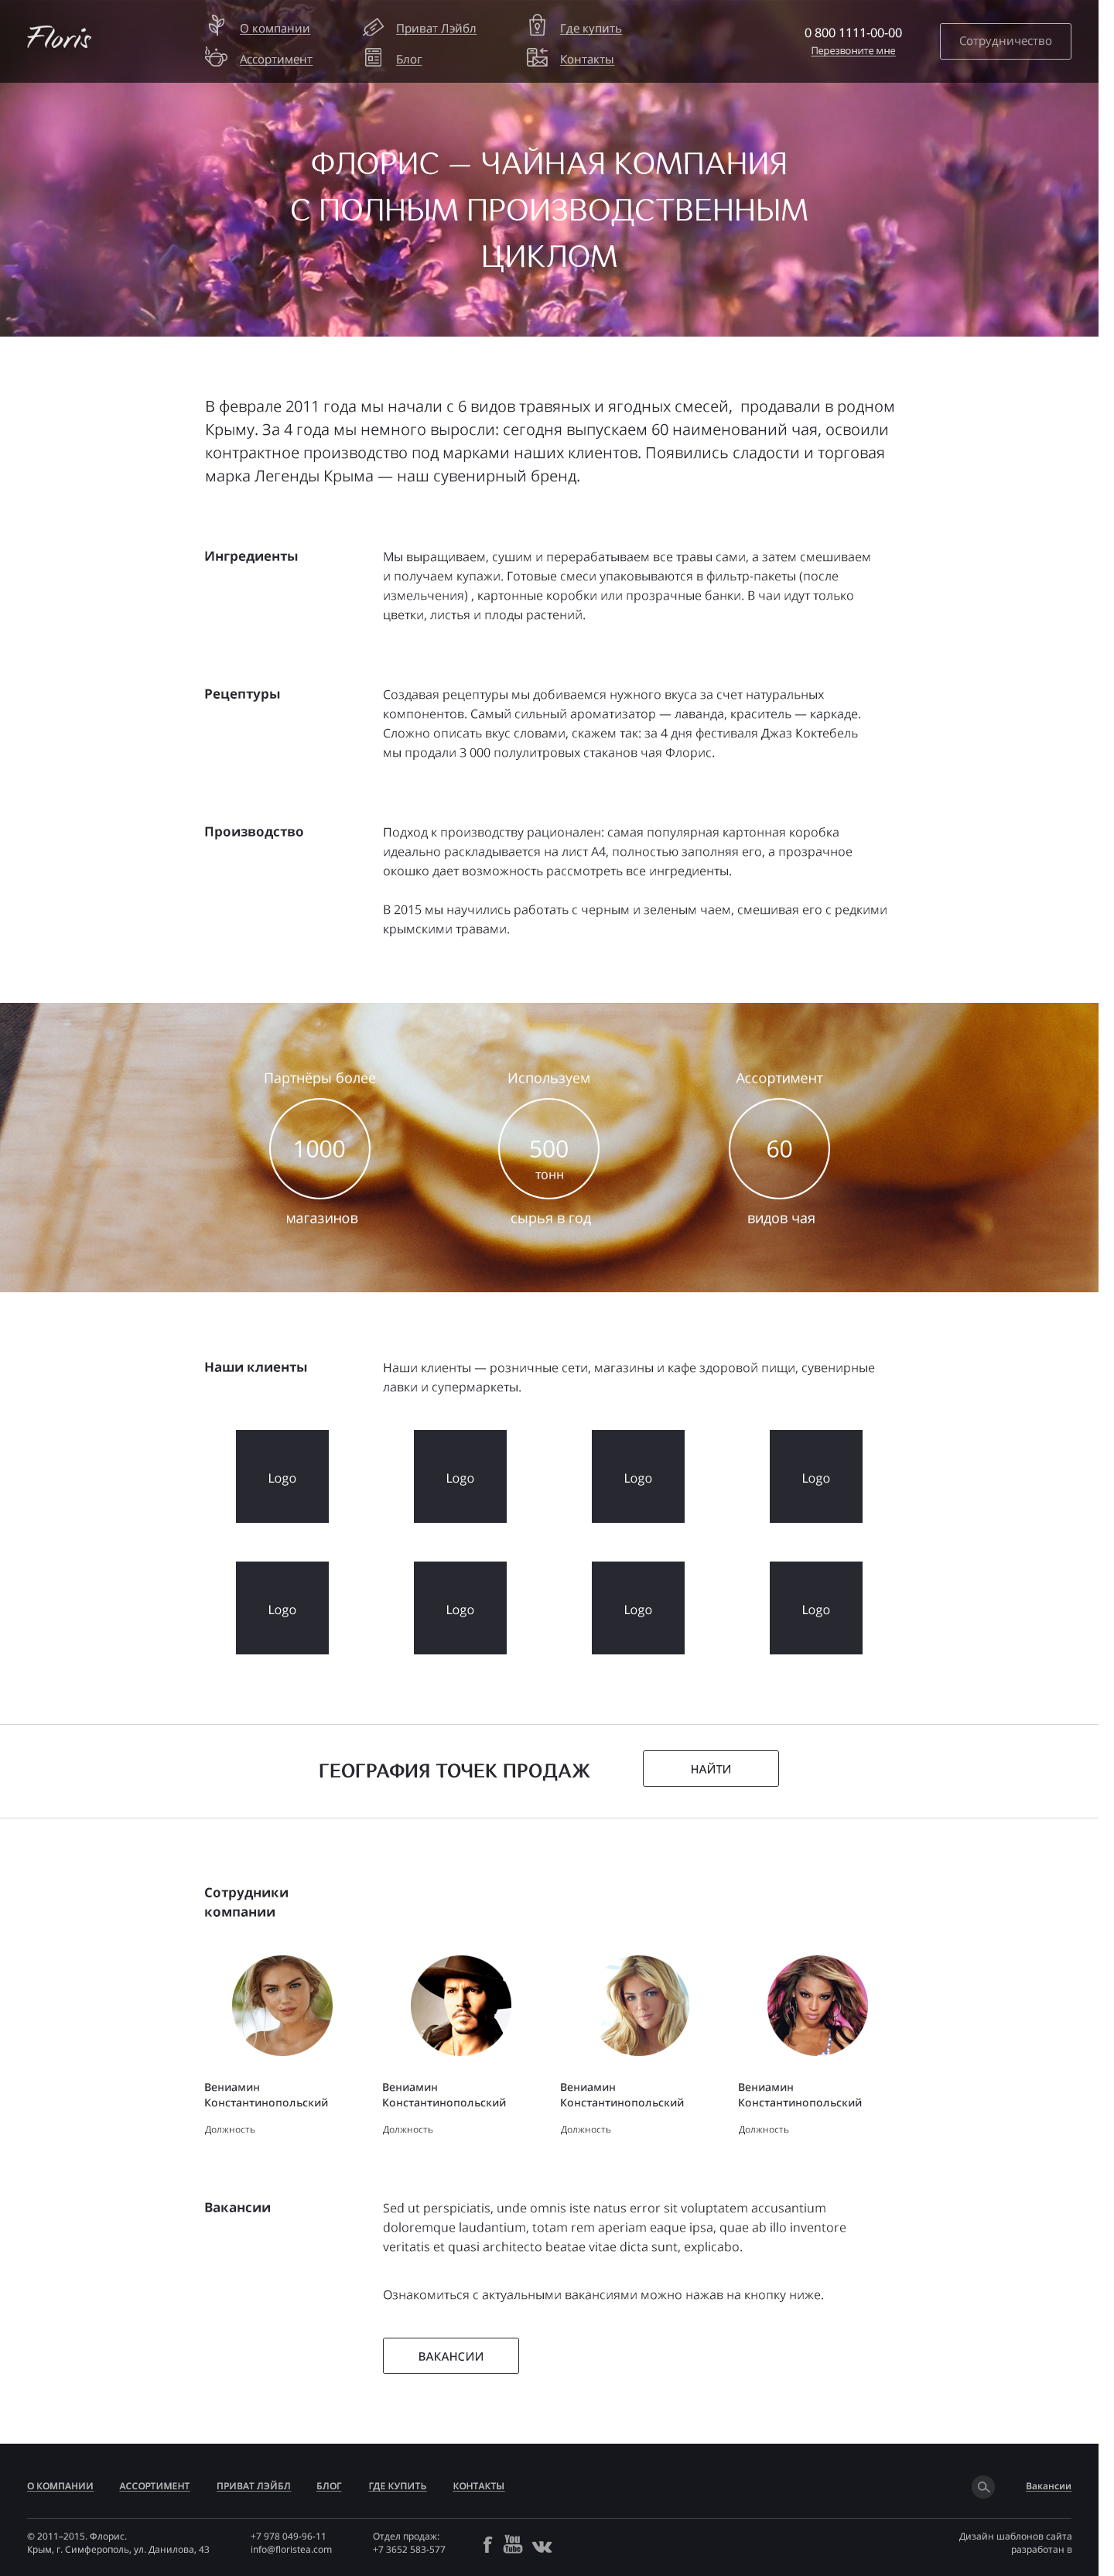 Floris
О компании
Приват Лэйбл
Где купить
Ассортимент
Блог
Контакты
0 800 1111-00-00
Перезвоните мне
Сотрудничество
ФЛОРИС — ЧАЙНАЯ КОМПАНИЯ
С ПОЛНЫМ ПРОИЗВОДСТВЕННЫМ
ЦИКЛОМ
В феврале 2011 года мы начали с 6 видов травяных и ягодных смесей,  продавали в родном
Крыму. За 4 года мы немного выросли: сегодня выпускаем 60 наименований чая, освоили
контрактное производство под марками наших клиентов. Появились сладости и торговая
марка Легенды Крыма — наш сувенирный бренд.
Ингредиенты
Мы выращиваем, сушим и перерабатываем все травы сами, а затем смешиваем
и получаем купажи. Готовые смеси упаковываются в фильтр-пакеты (после
измельчения) , картонные коробки или прозрачные банки. В чаи идут только
цветки, листья и плоды растений.
Рецептуры
Создавая рецептуры мы добиваемся нужного вкуса за счет натуральных
компонентов. Самый сильный ароматизатор — лаванда, краситель — каркаде.
Сложно описать вкус словами, скажем так: за 4 дня фестиваля Джаз Коктебель
мы продали 3 000 полулитровых стаканов чая Флорис.
Производство
Подход к производству рационален: самая популярная картонная коробка
идеально раскладывается на лист А4, полностью заполняя его, а прозрачное
окошко дает возможность рассмотреть все ингредиенты.
В 2015 мы научились работать с черным и зеленым чаем, смешивая его с редкими
крымскими травами.
Партнёры более
1000
магазинов
Используем
500
тонн
сырья в год
Ассортимент
60
видов чая
Наши клиенты
Наши клиенты — розничные сети, магазины и кафе здоровой пищи, сувенирные
лавки и супермаркеты.
Logo
Logo
Logo
Logo
Logo
Logo
Logo
Logo
ГЕОГРАФИЯ ТОЧЕК ПРОДАЖ
НАЙТИ
Сотрудники
компании
Вениамин
Константинопольский
Должность
Вениамин
Константинопольский
Должность
Вениамин
Константинопольский
Должность
Вениамин
Константинопольский
Должность
Вакансии
Sed ut perspiciatis, unde omnis iste natus error sit voluptatem accusantium
doloremque laudantium, totam rem aperiam eaque ipsa, quae ab illo inventore
veritatis et quasi architecto beatae vitae dicta sunt, explicabo.
Ознакомиться с актуальными вакансиями можно нажав на кнопку ниже.
ВАКАНСИИ
О КОМПАНИИ
АССОРТИМЕНТ
ПРИВАТ ЛЭЙБЛ
БЛОГ
ГДЕ КУПИТЬ
КОНТАКТЫ
Вакансии
© 2011–2015. Флорис.
Крым, г. Симферополь, ул. Данилова, 43
+7 978 049-96-11
info@floristea.com
Отдел продаж:
+7 3652 583-577
You
Tube
Дизайн шаблонов сайта
разработан в